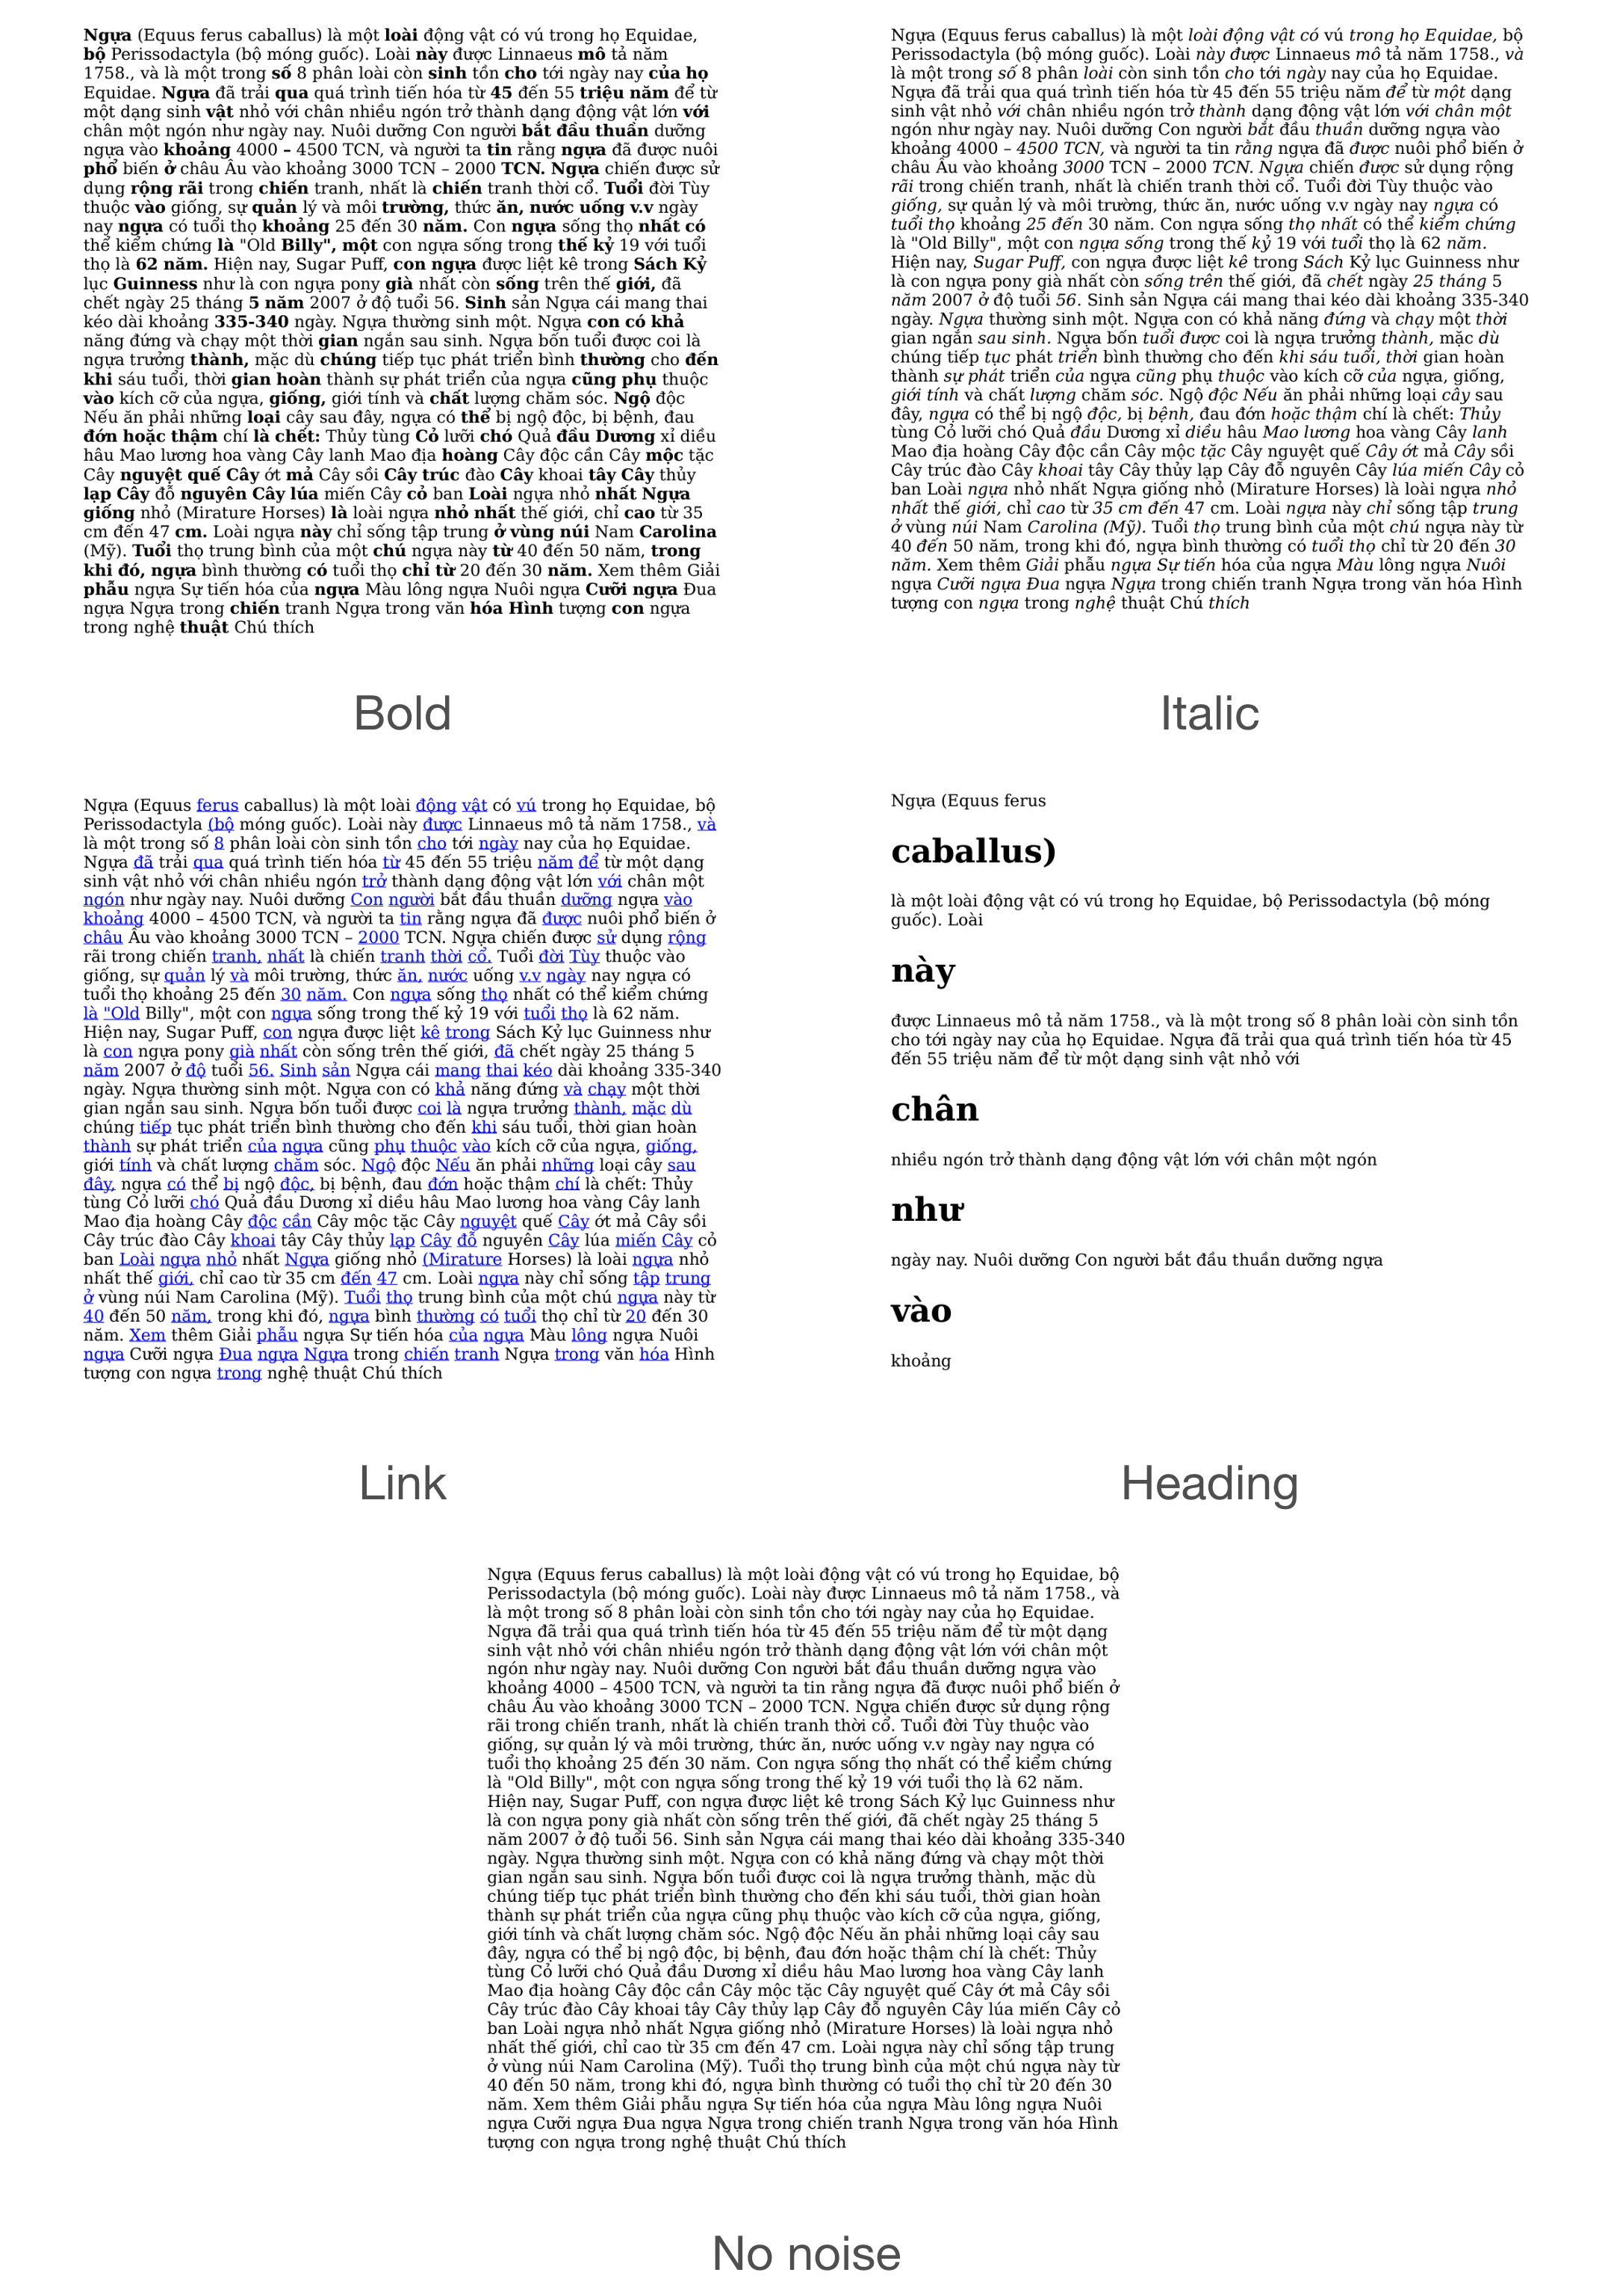 Ngựa (Equus ferus caballus) là một loài động vật có vú trong họ Equidae,
bộ Perissodactyla (bộ móng guốc). Loài này được Linnaeus mô tả năm
1758., và là một trong số 8 phân loài còn sinh tồn cho tới ngày nay của họ
Equidae. Ngựa đã trải qua quá trình tiến hóa từ 45 đến 55 triệu năm để từ
một dạng sinh vật nhỏ với chân nhiều ngón trở thành dạng động vật lớn với
chân một ngón như ngày nay. Nuôi dưỡng Con người bắt đầu thuần dưỡng
ngựa vào khoảng 4000 – 4500 TCN, và người ta tin rằng ngựa đã được nuôi
phổ biến ở châu Âu vào khoảng 3000 TCN – 2000 TCN. Ngựa chiến được sử
dụng rộng rãi trong chiến tranh, nhất là chiến tranh thời cổ. Tuổi đời Tùy
thuộc vào giống, sự quản lý và môi trường, thức ăn, nước uống v.v ngày
nay ngựa có tuổi thọ khoảng 25 đến 30 năm. Con ngựa sống thọ nhất có
thể kiểm chứng là "Old Billy", một con ngựa sống trong thế kỷ 19 với tuổi
thọ là 62 năm. Hiện nay, Sugar Puff, con ngựa được liệt kê trong Sách Kỷ
lục Guinness như là con ngựa pony già nhất còn sống trên thế giới, đã
chết ngày 25 tháng 5 năm 2007 ở độ tuổi 56. Sinh sản Ngựa cái mang thai
kéo dài khoảng 335-340 ngày. Ngựa thường sinh một. Ngựa con có khả
năng đứng và chạy một thời gian ngắn sau sinh. Ngựa bốn tuổi được coi là
ngựa trưởng thành, mặc dù chúng tiếp tục phát triển bình thường cho đến
khi sáu tuổi, thời gian hoàn thành sự phát triển của ngựa cũng phụ thuộc
vào kích cỡ của ngựa, giống, giới tính và chất lượng chăm sóc. Ngộ độc
Nếu ăn phải những loại cây sau đây, ngựa có thể bị ngộ độc, bị bệnh, đau
đớn hoặc thậm chí là chết: Thủy tùng Cỏ lưỡi chó Quả đầu Dương xỉ diều
hâu Mao lương hoa vàng Cây lanh Mao địa hoàng Cây độc cần Cây mộc tặc
Cây nguyệt quế Cây ớt mả Cây sồi Cây trúc đào Cây khoai tây Cây thủy
lạp Cây đỗ nguyên Cây lúa miến Cây cỏ ban Loài ngựa nhỏ nhất Ngựa
giống nhỏ (Mirature Horses) là loài ngựa nhỏ nhất thế giới, chỉ cao từ 35
cm đến 47 cm. Loài ngựa này chỉ sống tập trung ở vùng núi Nam Carolina
(Mỹ). Tuổi thọ trung bình của một chú ngựa này từ 40 đến 50 năm, trong
khi đó, ngựa bình thường có tuổi thọ chỉ từ 20 đến 30 năm. Xem thêm Giải
phẫu ngựa Sự tiến hóa của ngựa Màu lông ngựa Nuôi ngựa Cưỡi ngựa Đua
ngựa Ngựa trong chiến tranh Ngựa trong văn hóa Hình tượng con ngựa
trong nghệ thuật Chú thích
Bold
Ngựa (Equus ferus caballus) là một loài động vật có vú trong họ Equidae, bộ
Perissodactyla (bộ móng guốc). Loài này được Linnaeus mô tả năm 1758., và
là một trong số 8 phân loài còn sinh tồn cho tới ngày nay của họ Equidae.
Ngựa đã trải qua quá trình tiến hóa từ 45 đến 55 triệu năm để từ một dạng
sinh vật nhỏ với chân nhiều ngón trở thành dạng động vật lớn với chân một
ngón như ngày nay. Nuôi dưỡng Con người bắt đầu thuần dưỡng ngựa vào
khoảng 4000 – 4500 TCN, và người ta tin rằng ngựa đã được nuôi phổ biến ở
châu Âu vào khoảng 3000 TCN – 2000 TCN. Ngựa chiến được sử dụng rộng
rãi trong chiến tranh, nhất là chiến tranh thời cổ. Tuổi đời Tùy thuộc vào
giống, sự quản lý và môi trường, thức ăn, nước uống v.v ngày nay ngựa có
tuổi thọ khoảng 25 đến 30 năm. Con ngựa sống thọ nhất có thể kiểm chứng
là "Old Billy", một con ngựa sống trong thế kỷ 19 với tuổi thọ là 62 năm.
Hiện nay, Sugar Puff, con ngựa được liệt kê trong Sách Kỷ lục Guinness như
là con ngựa pony già nhất còn sống trên thế giới, đã chết ngày 25 tháng 5
năm 2007 ở độ tuổi 56. Sinh sản Ngựa cái mang thai kéo dài khoảng 335-340
ngày. Ngựa thường sinh một. Ngựa con có khả năng đứng và chạy một thời
gian ngắn sau sinh. Ngựa bốn tuổi được coi là ngựa trưởng thành, mặc dù
chúng tiếp tục phát triển bình thường cho đến khi sáu tuổi, thời gian hoàn
thành sự phát triển của ngựa cũng phụ thuộc vào kích cỡ của ngựa, giống,
giới tính và chất lượng chăm sóc. Ngộ độc Nếu ăn phải những loại cây sau
đây, ngựa có thể bị ngộ độc, bị bệnh, đau đớn hoặc thậm chí là chết: Thủy
tùng Cỏ lưỡi chó Quả đầu Dương xỉ diều hâu Mao lương hoa vàng Cây lanh
Mao địa hoàng Cây độc cần Cây mộc tặc Cây nguyệt quế Cây ớt mả Cây sồi
Cây trúc đào Cây khoai tây Cây thủy lạp Cây đỗ nguyên Cây lúa miến Cây cỏ
ban Loài ngựa nhỏ nhất Ngựa giống nhỏ (Mirature Horses) là loài ngựa nhỏ
nhất thế giới, chỉ cao từ 35 cm đến 47 cm. Loài ngựa này chỉ sống tập trung
ở vùng núi Nam Carolina (Mỹ). Tuổi thọ trung bình của một chú ngựa này từ
40 đến 50 năm, trong khi đó, ngựa bình thường có tuổi thọ chỉ từ 20 đến 30
năm. Xem thêm Giải phẫu ngựa Sự tiến hóa của ngựa Màu lông ngựa Nuôi
ngựa Cưỡi ngựa Đua ngựa Ngựa trong chiến tranh Ngựa trong văn hóa Hình
tượng con ngựa trong nghệ thuật Chú thích
Italic
Ngựa (Equus ferus caballus) là một loài động vật có vú trong họ Equidae, bộ
Perissodactyla (bộ móng guốc). Loài này được Linnaeus mô tả năm 1758., và
là một trong số 8 phân loài còn sinh tồn cho tới ngày nay của họ Equidae.
Ngựa đã trải qua quá trình tiến hóa từ 45 đến 55 triệu năm để từ một dạng
sinh vật nhỏ với chân nhiều ngón trở thành dạng động vật lớn với chân một
ngón như ngày nay. Nuôi dưỡng Con người bắt đầu thuần dưỡng ngựa vào
khoảng 4000 – 4500 TCN, và người ta tin rằng ngựa đã được nuôi phổ biến ở
châu Âu vào khoảng 3000 TCN – 2000 TCN. Ngựa chiến được sử dụng rộng
rãi trong chiến tranh, nhất là chiến tranh thời cổ. Tuổi đời Tùy thuộc vào
giống, sự quản lý và môi trường, thức ăn, nước uống v.v ngày nay ngựa có
tuổi thọ khoảng 25 đến 30 năm. Con ngựa sống thọ nhất có thể kiểm chứng
là "Old Billy", một con ngựa sống trong thế kỷ 19 với tuổi thọ là 62 năm.
Hiện nay, Sugar Puff, con ngựa được liệt kê trong Sách Kỷ lục Guinness như
là con ngựa pony già nhất còn sống trên thế giới, đã chết ngày 25 tháng 5
năm 2007 ở độ tuổi 56. Sinh sản Ngựa cái mang thai kéo dài khoảng 335-340
ngày. Ngựa thường sinh một. Ngựa con có khả năng đứng và chạy một thời
gian ngắn sau sinh. Ngựa bốn tuổi được coi là ngựa trưởng thành, mặc dù
chúng tiếp tục phát triển bình thường cho đến khi sáu tuổi, thời gian hoàn
thành sự phát triển của ngựa cũng phụ thuộc vào kích cỡ của ngựa, giống,
giới tính và chất lượng chăm sóc. Ngộ độc Nếu ăn phải những loại cây sau
đây, ngựa có thể bị ngộ độc, bị bệnh, đau đớn hoặc thậm chí là chết: Thủy
tùng Cỏ lưỡi chó Quả đầu Dương xỉ diều hâu Mao lương hoa vàng Cây lanh
Mao địa hoàng Cây độc cần Cây mộc tặc Cây nguyệt quế Cây ớt mả Cây sồi
Cây trúc đào Cây khoai tây Cây thủy lạp Cây đỗ nguyên Cây lúa miến Cây cỏ
ban Loài ngựa nhỏ nhất Ngựa giống nhỏ (Mirature Horses) là loài ngựa nhỏ
nhất thế giới, chỉ cao từ 35 cm đến 47 cm. Loài ngựa này chỉ sống tập trung
ở vùng núi Nam Carolina (Mỹ). Tuổi thọ trung bình của một chú ngựa này từ
40 đến 50 năm, trong khi đó, ngựa bình thường có tuổi thọ chỉ từ 20 đến 30
năm. Xem thêm Giải phẫu ngựa Sự tiến hóa của ngựa Màu lông ngựa Nuôi
ngựa Cưỡi ngựa Đua ngựa Ngựa trong chiến tranh Ngựa trong văn hóa Hình
tượng con ngựa trong nghệ thuật Chú thích
Link
Ngựa (Equus ferus
caballus)
là một loài động vật có vú trong họ Equidae, bộ Perissodactyla (bộ móng
guốc). Loài
này
được Linnaeus mô tả năm 1758., và là một trong số 8 phân loài còn sinh tồn
cho tới ngày nay của họ Equidae. Ngựa đã trải qua quá trình tiến hóa từ 45
đến 55 triệu năm để từ một dạng sinh vật nhỏ với
chân
nhiều ngón trở thành dạng động vật lớn với chân một ngón
như
ngày nay. Nuôi dưỡng Con người bắt đầu thuần dưỡng ngựa
vào
khoảng
Heading
Ngựa (Equus ferus caballus) là một loài động vật có vú trong họ Equidae, bộ
Perissodactyla (bộ móng guốc). Loài này được Linnaeus mô tả năm 1758., và
là một trong số 8 phân loài còn sinh tồn cho tới ngày nay của họ Equidae.
Ngựa đã trải qua quá trình tiến hóa từ 45 đến 55 triệu năm để từ một dạng
sinh vật nhỏ với chân nhiều ngón trở thành dạng động vật lớn với chân một
ngón như ngày nay. Nuôi dưỡng Con người bắt đầu thuần dưỡng ngựa vào
khoảng 4000 – 4500 TCN, và người ta tin rằng ngựa đã được nuôi phổ biến ở
châu Âu vào khoảng 3000 TCN – 2000 TCN. Ngựa chiến được sử dụng rộng
rãi trong chiến tranh, nhất là chiến tranh thời cổ. Tuổi đời Tùy thuộc vào
giống, sự quản lý và môi trường, thức ăn, nước uống v.v ngày nay ngựa có
tuổi thọ khoảng 25 đến 30 năm. Con ngựa sống thọ nhất có thể kiểm chứng
là "Old Billy", một con ngựa sống trong thế kỷ 19 với tuổi thọ là 62 năm.
Hiện nay, Sugar Puff, con ngựa được liệt kê trong Sách Kỷ lục Guinness như
là con ngựa pony già nhất còn sống trên thế giới, đã chết ngày 25 tháng 5
năm 2007 ở độ tuổi 56. Sinh sản Ngựa cái mang thai kéo dài khoảng 335-340
ngày. Ngựa thường sinh một. Ngựa con có khả năng đứng và chạy một thời
gian ngắn sau sinh. Ngựa bốn tuổi được coi là ngựa trưởng thành, mặc dù
chúng tiếp tục phát triển bình thường cho đến khi sáu tuổi, thời gian hoàn
thành sự phát triển của ngựa cũng phụ thuộc vào kích cỡ của ngựa, giống,
giới tính và chất lượng chăm sóc. Ngộ độc Nếu ăn phải những loại cây sau
đây, ngựa có thể bị ngộ độc, bị bệnh, đau đớn hoặc thậm chí là chết: Thủy
tùng Cỏ lưỡi chó Quả đầu Dương xỉ diều hâu Mao lương hoa vàng Cây lanh
Mao địa hoàng Cây độc cần Cây mộc tặc Cây nguyệt quế Cây ớt mả Cây sồi
Cây trúc đào Cây khoai tây Cây thủy lạp Cây đỗ nguyên Cây lúa miến Cây cỏ
ban Loài ngựa nhỏ nhất Ngựa giống nhỏ (Mirature Horses) là loài ngựa nhỏ
nhất thế giới, chỉ cao từ 35 cm đến 47 cm. Loài ngựa này chỉ sống tập trung
ở vùng núi Nam Carolina (Mỹ). Tuổi thọ trung bình của một chú ngựa này từ
40 đến 50 năm, trong khi đó, ngựa bình thường có tuổi thọ chỉ từ 20 đến 30
năm. Xem thêm Giải phẫu ngựa Sự tiến hóa của ngựa Màu lông ngựa Nuôi
ngựa Cưỡi ngựa Đua ngựa Ngựa trong chiến tranh Ngựa trong văn hóa Hình
tượng con ngựa trong nghệ thuật Chú thích
No noise